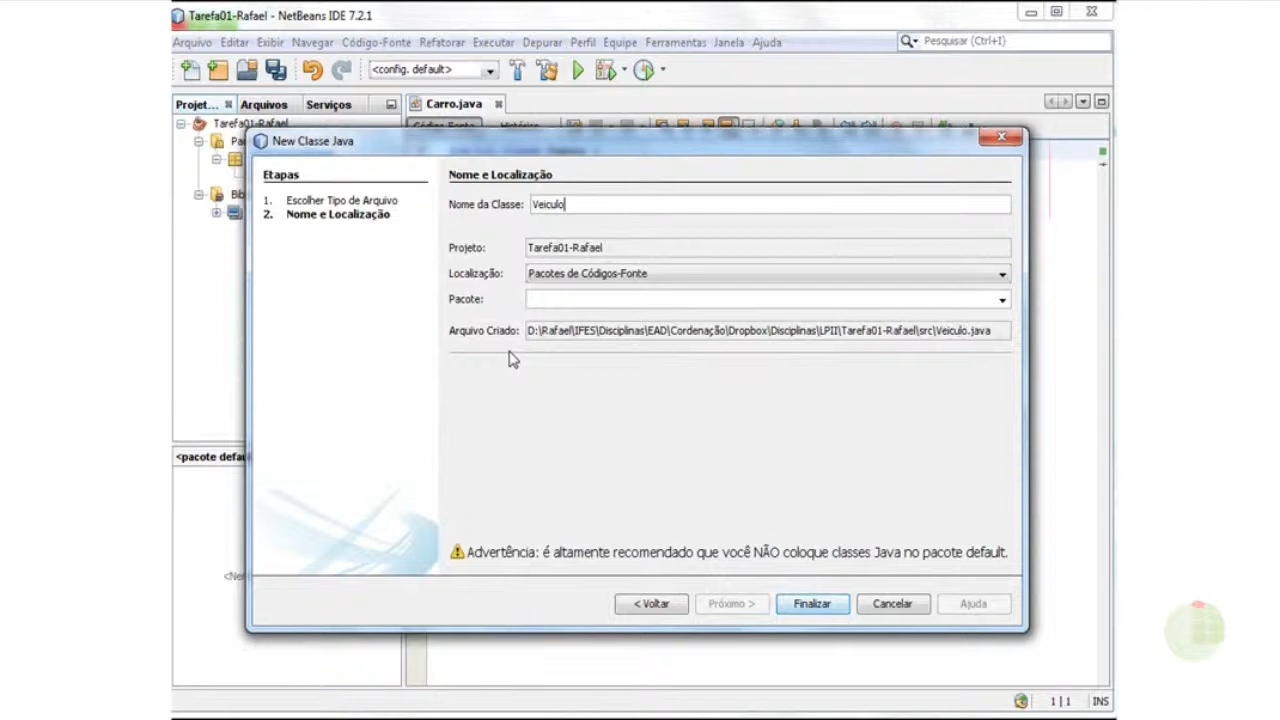 Tarefa01-Rafael - NetBeans IDE 7.2.1
Arquivo Editar Exibir Navegar Código-Fonte Refatorar Executar Depurar Perfil Equipe Ferramentas Janela Ajuda
Pesquisar (Ctrl+I)
<config. default>
Projet... Arquivos Serviços
Carro.java
Tarefa01-Rafael
New Classe Java
Etapas
1. Escolher Tipo de Arquivo
2. Nome e Localização
Nome e Localização
Nome da Classe: Veiculo
Projeto: Tarefa01-Rafael
Localização: Pacotes de Códigos-Fonte
Pacote:
Arquivo Criado: D:\Rafael\IFES\Disciplinas\EAD\Cordenação\Dropbox\Disciplinas\LPII\Tarefa01-Rafael\src\Veiculo.java
<pacote defau
Advertência: é altamente recomendado que você NÃO coloque classes Java no pacote default.
< Voltar Próximo > Finalizar Cancelar Ajuda
1|1 INS